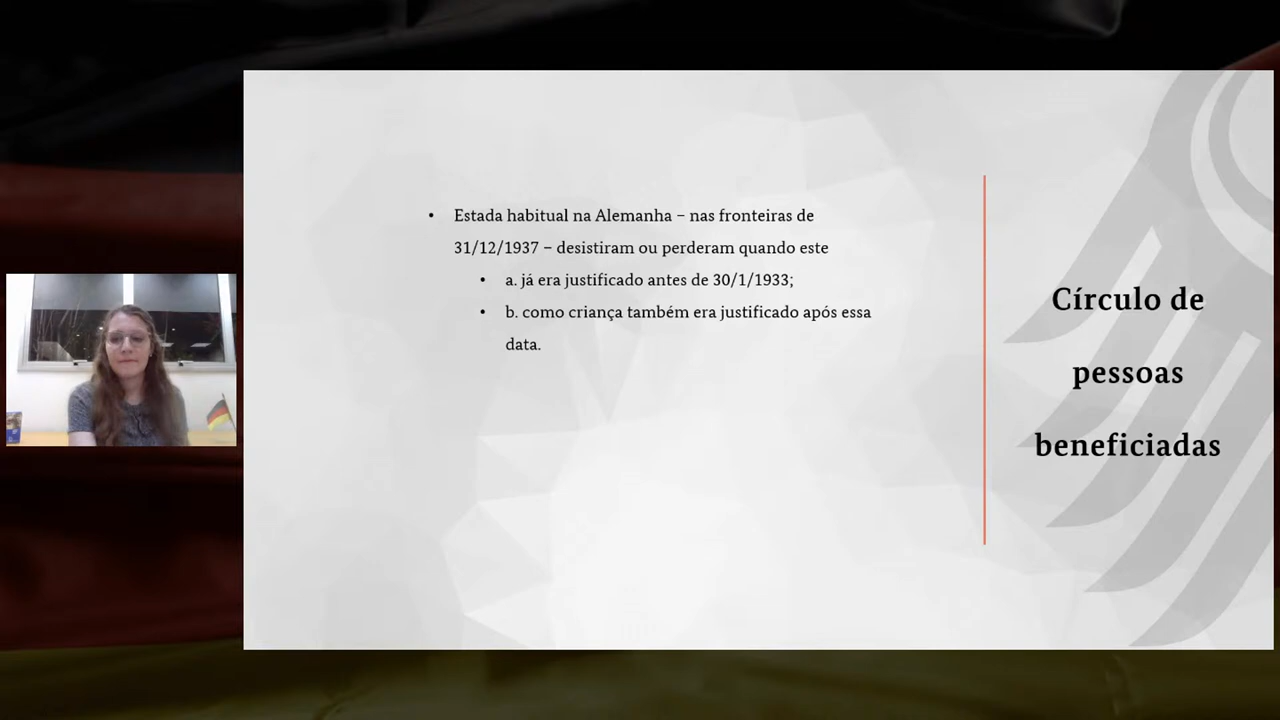 • Estada habitual na Alemanha – nas fronteiras de
31/12/1937 – desistiram ou perderam quando este
• a. já era justificado antes de 30/1/1933;
• b. como criança também era justificado após essa
data.
Círculo de
pessoas
beneficiadas